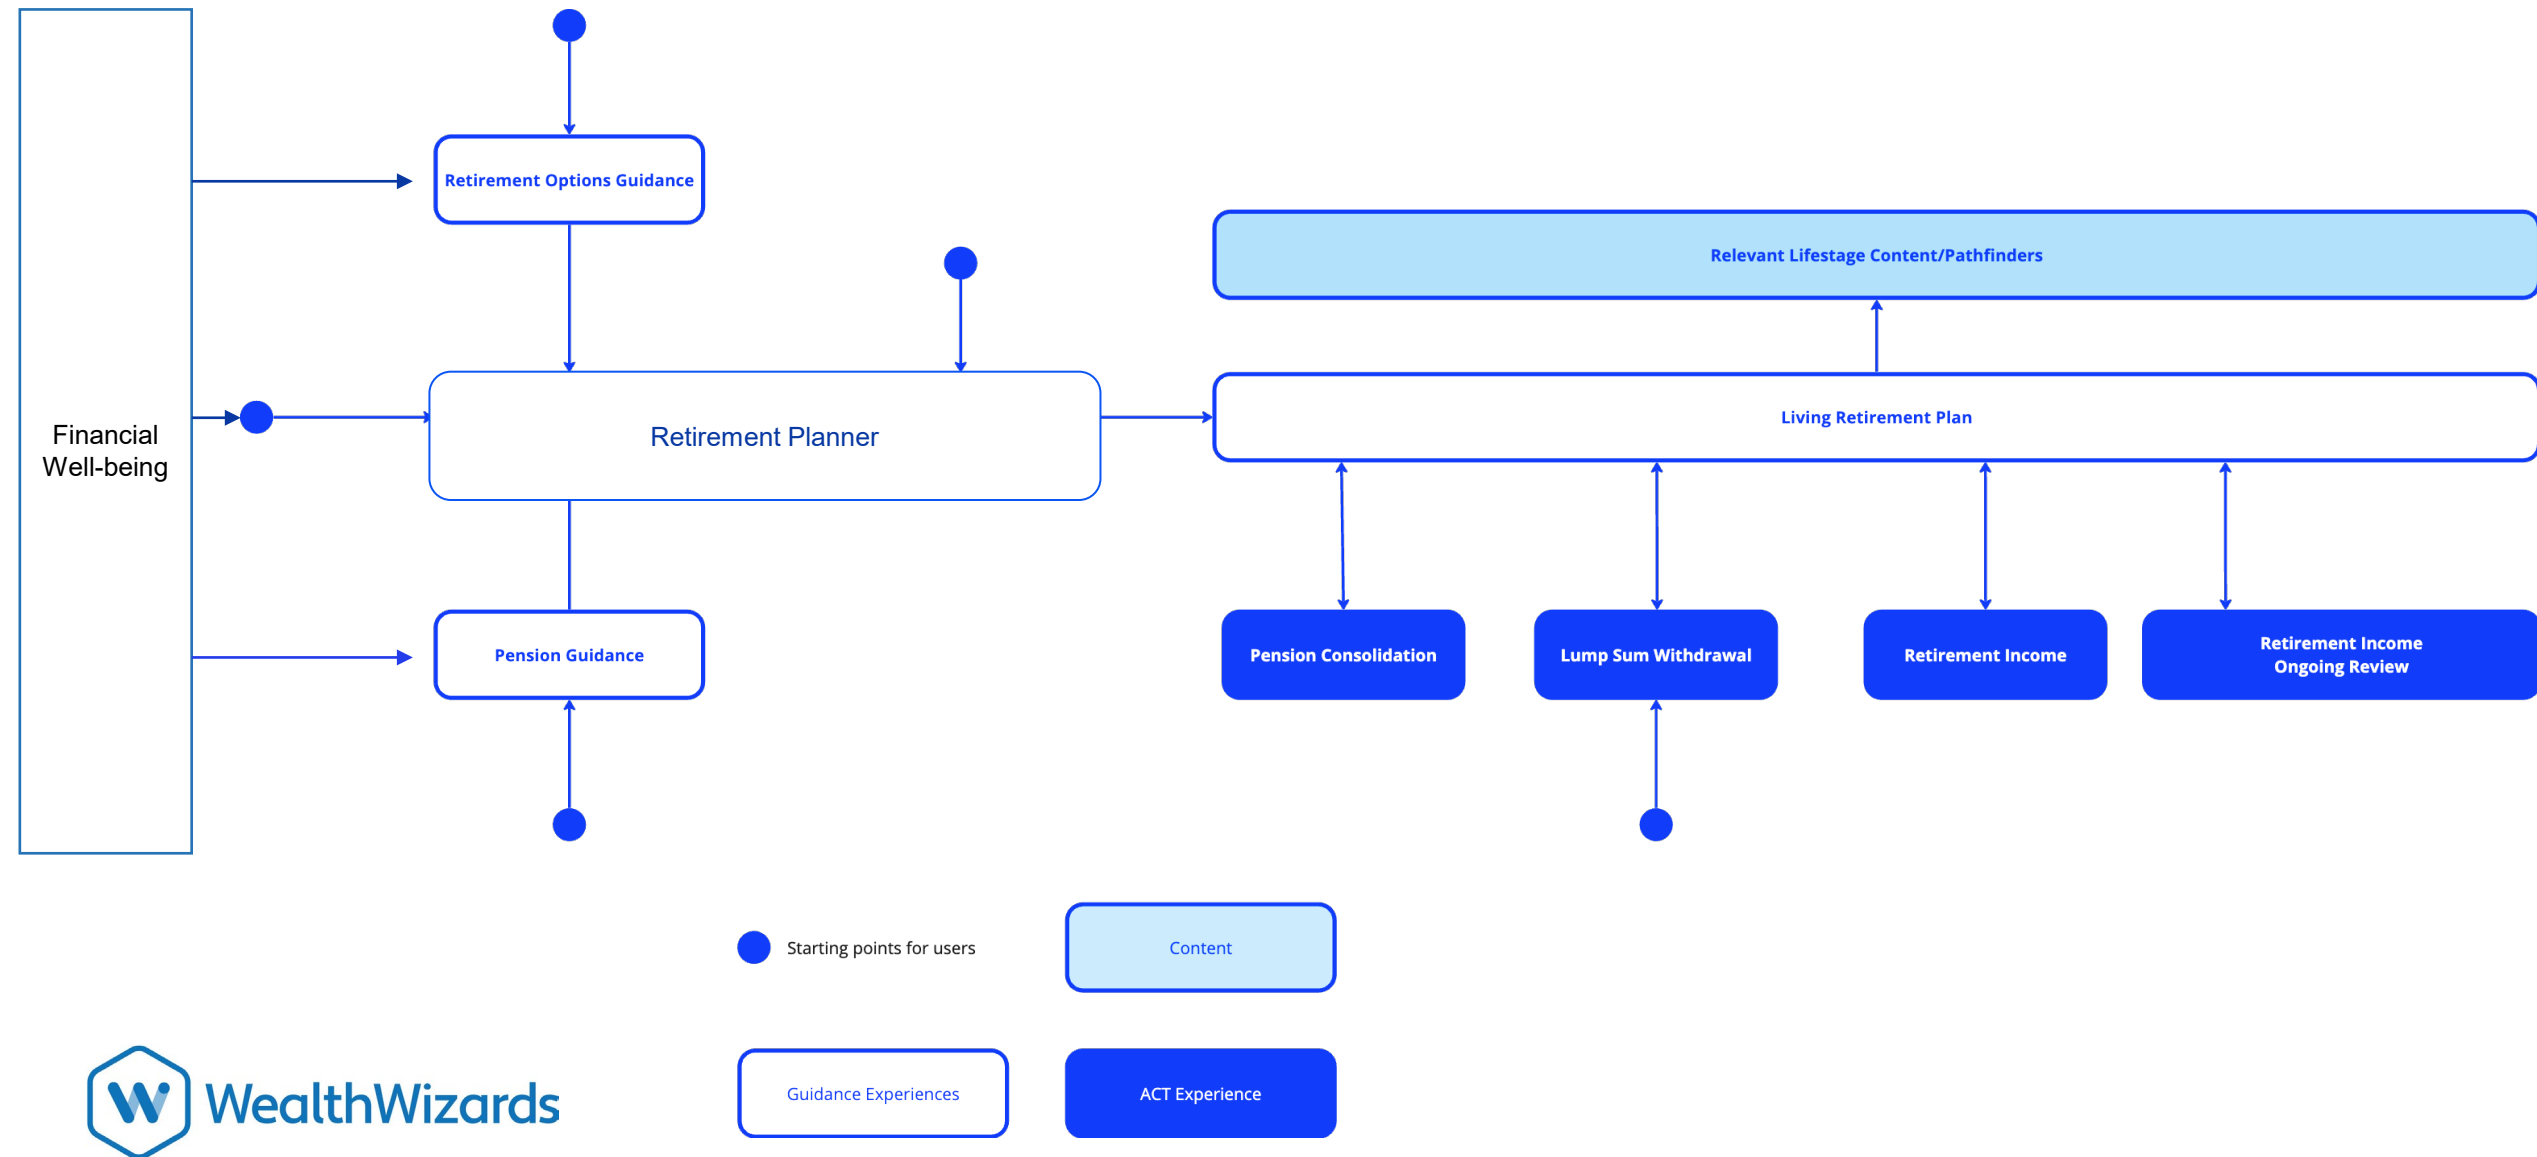 Retirement Options Guidance
Relevant Lifestage Content/Pathfinders
Financial
Well-being
Retirement Planner
Living Retirement Plan
Pension Guidance
Pension Consolidation
Lump Sum Withdrawal
Retirement Income
Retirement Income
Ongoing Review
Starting points for users
Content
Guidance Experiences
ACT Experience
W WealthWizards